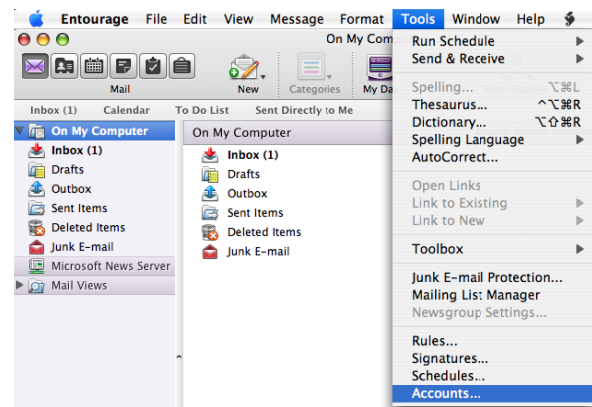 Entourage File Edit View Message Format Tools Window Help
On My Com
Mail New Categories My Da
Inbox (1) Calendar To Do List Sent Directly to Me
On My Computer
Inbox (1)
Drafts
Outbox
Sent Items
Deleted Items
Junk E-mail
Microsoft News Server
Mail Views
On My Computer
Inbox (1)
Drafts
Outbox
Sent Items
Deleted Items
Junk E-mail
Run Schedule
Send & Receive
Spelling... ⌥⌘L
Thesaurus... ^⌥⌘R
Dictionary... ⌥⇧⌘R
Spelling Language
AutoCorrect...
Open Links
Link to Existing
Link to New
Toolbox
Junk E-mail Protection...
Mailing List Manager
Newsgroup Settings...
Rules...
Signatures...
Schedules...
Accounts...